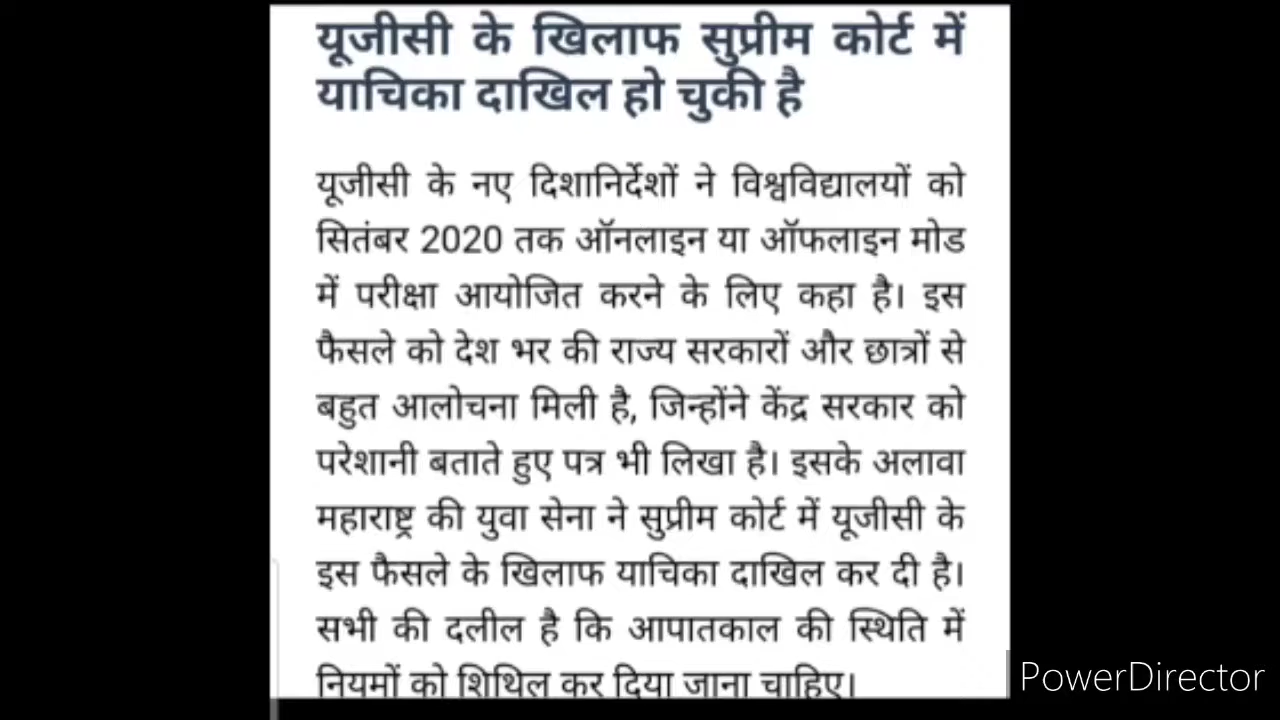 यूजीसी के खिलाफ सुप्रीम कोर्ट में
याचिका दाखिल हो चुकी है
यूजीसी के नए दिशानिर्देशों ने विश्वविद्यालयों को
सितंबर 2020 तक ऑनलाइन या ऑफलाइन मोड
में परीक्षा आयोजित करने के लिए कहा है। इस
फैसले को देश भर की राज्य सरकारों और छात्रों से
बहुत आलोचना मिली है, जिन्होंने केंद्र सरकार को
परेशानी बताते हुए पत्र भी लिखा है। इसके अलावा
महाराष्ट्र की युवा सेना ने सुप्रीम कोर्ट में यूजीसी के
इस फैसले के खिलाफ याचिका दाखिल कर दी है।
सभी की दलील है कि आपातकाल की स्थिति में
नियमों को शिथिल कर दिया जाना चाहिए।
PowerDirector